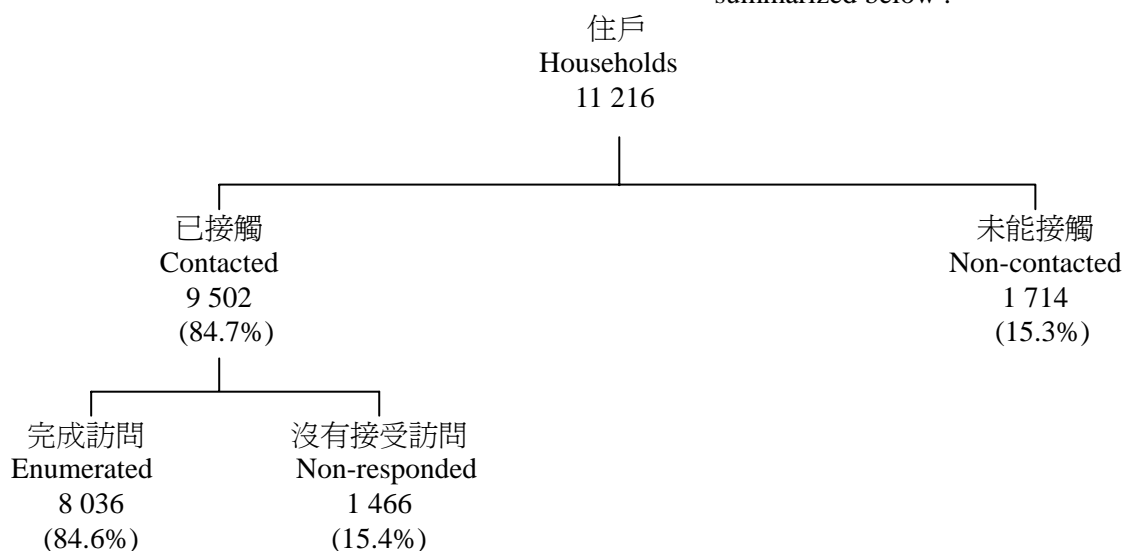 summarized below :
住戶
Households
11 216
已接觸
Contacted
9 502
(84.7%)
未能接觸
Non-contacted
1 714
(15.3%)
完成訪問
Enumerated
8 036
(84.6%)
沒有接受訪問
Non-responded
1 466
(15.4%)